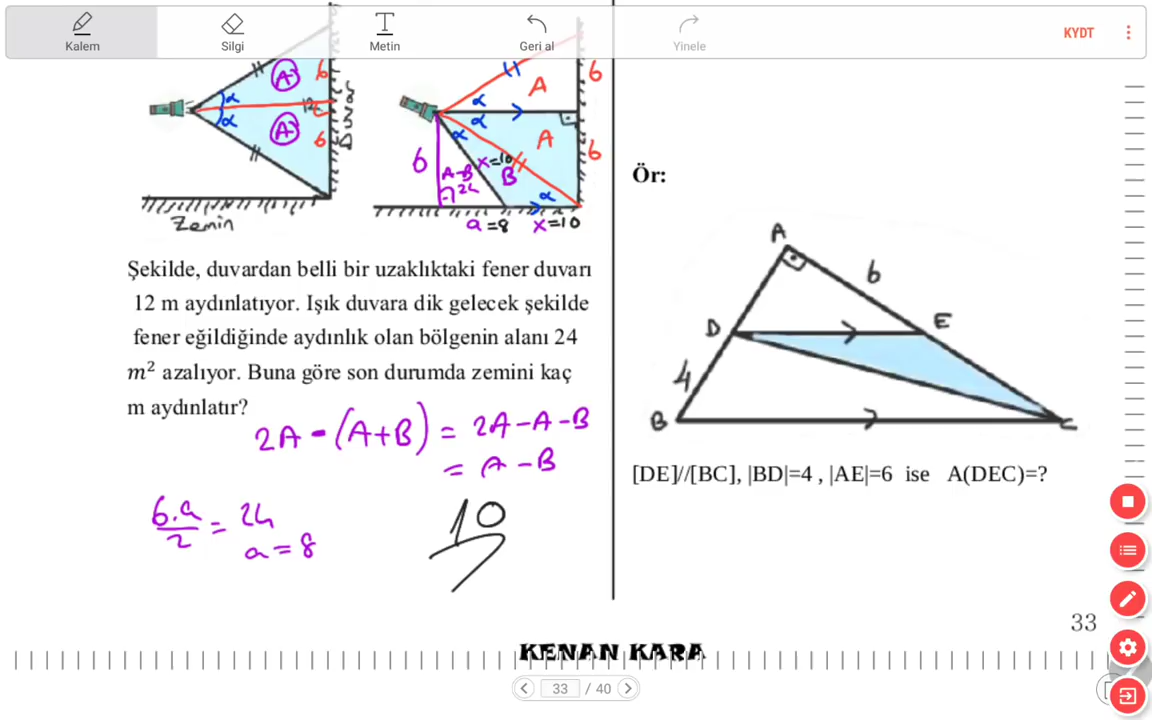 Kalem
Silgi
Metin
Geri al
Yinele
KYDT
A
6
α
α
12
A
6
Duvar
Zemin
α
A
6
α
α
A
6
6
A-B
=24
x=10
B
α
a=8
x=10
Şekilde, duvardan belli bir uzaklıktaki fener duvarı
12 m aydınlatıyor. Işık duvara dik gelecek şekilde
fener eğildiğinde aydınlık olan bölgenin alanı 24
m² azalıyor. Buna göre son durumda zemini kaç
m aydınlatır?
2A - (A+B) = 2A-A-B
= A-B
6.a/2 = 24
a=8
10
Ör:
A
6
D
E
4
B
C
[DE]//[BC], |BD|=4 , |AE|=6 ise A(DEC)=?
33
KENAN KARA
33 / 40